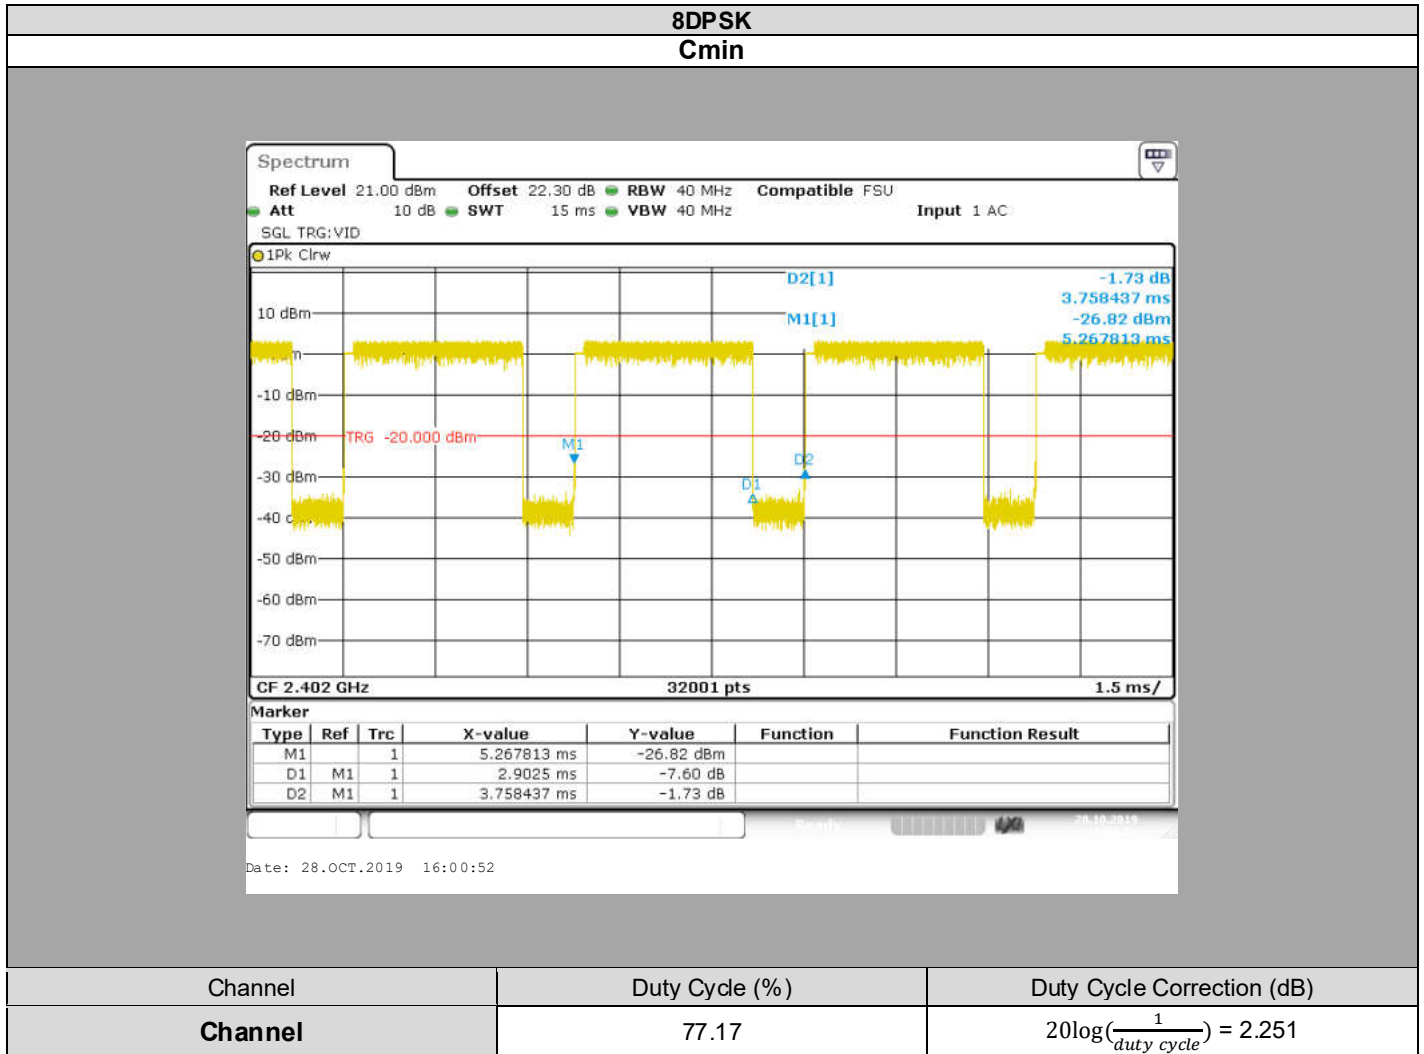 8DPSK
Cmin
Spectrum
Ref Level 21.00 dBm Offset 22.30 dB RBW 40 MHz Compatible FSU
Att 10 dB SWT 15 ms VBW 40 MHz Input 1 AC
SGL TRG:VID
1Pk Clrw
D2[1] -1.73 dB
3.758437 ms
10 dBm
M1[1] -26.82 dBm
5.267813 ms
-10 dBm
-20 dBm
TRG -20.000 dBm
M1
D2
-30 dBm
D1
-50 dBm
-60 dBm
-70 dBm
CF 2.402 GHz 32001 pts 1.5 ms/
Marker
Type Ref Trc X-value Y-value Function Function Result
M1 1 5.267813 ms -26.82 dBm
D1 M1 1 2.9025 ms -7.60 dB
D2 M1 1 3.758437 ms -1.73 dB
28.10.2019
Date: 28.OCT.2019 16:00:52
Channel Duty Cycle (%) Duty Cycle Correction (dB)
Channel 77.17 20log(1/duty cycle) = 2.251